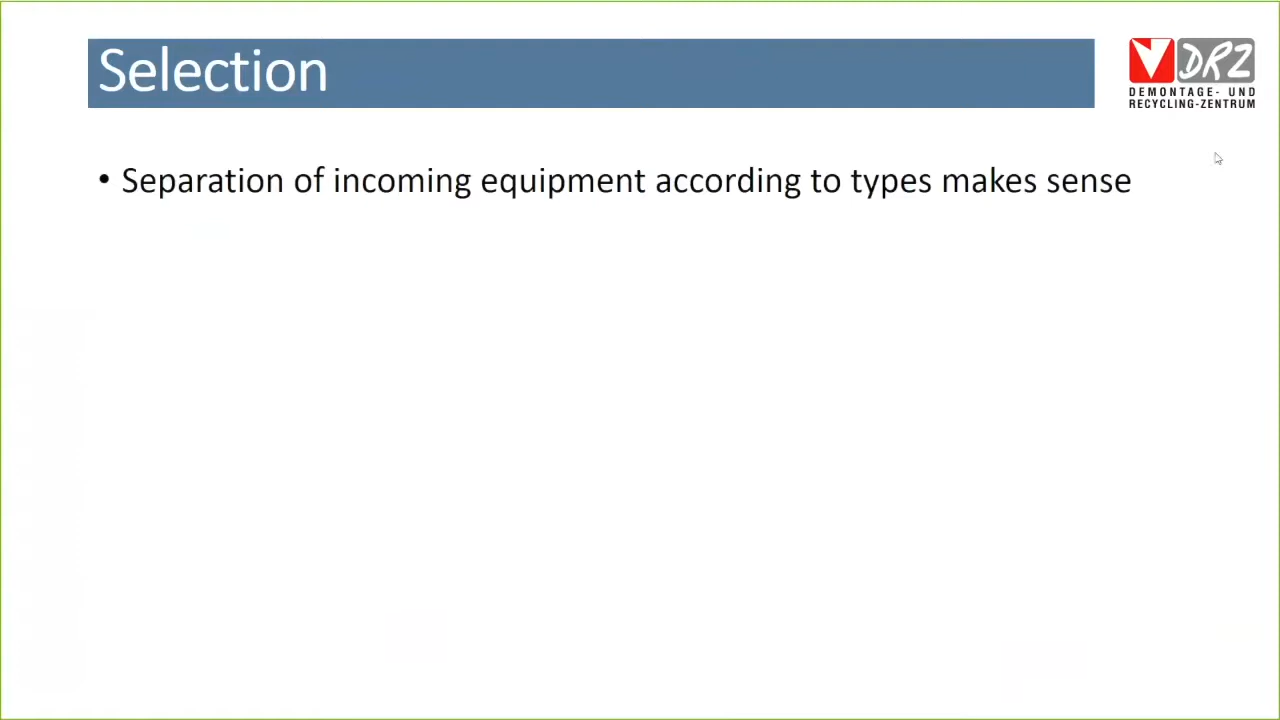 Selection
DRZ
DEMONTAGE- UND
RECYCLING-ZENTRUM
• Separation of incoming equipment according to types makes sense